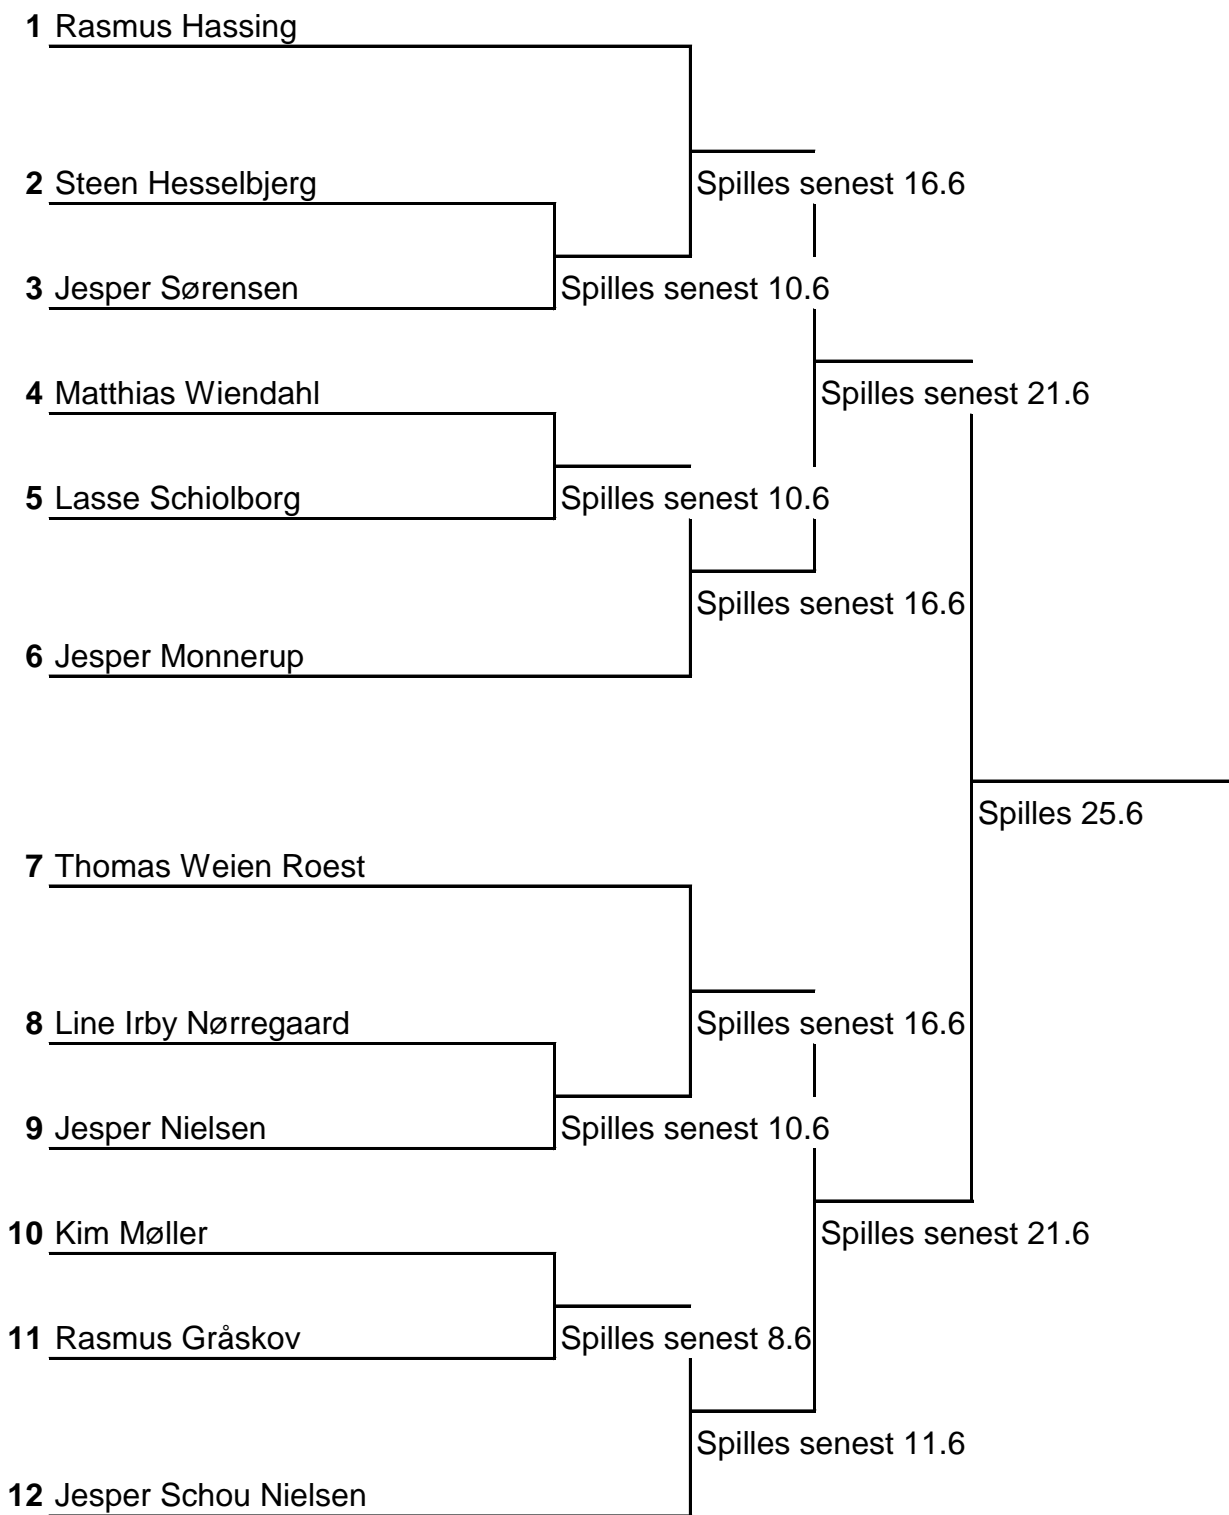 1 Rasmus Hassing
2 Steen Hesselbjerg
Spilles senest 16.6
3 Jesper Sørensen
Spilles senest 10.6
4 Matthias Wiendahl
Spilles senest 21.6
5 Lasse Schiolborg
Spilles senest 10.6
Spilles senest 16.6
6 Jesper Monnerup
Spilles 25.6
7 Thomas Weien Roest
8 Line Irby Nørregaard
Spilles senest 16.6
9 Jesper Nielsen
Spilles senest 10.6
10 Kim Møller
Spilles senest 21.6
11 Rasmus Gråskov
Spilles senest 8.6
Spilles senest 11.6
12 Jesper Schou Nielsen